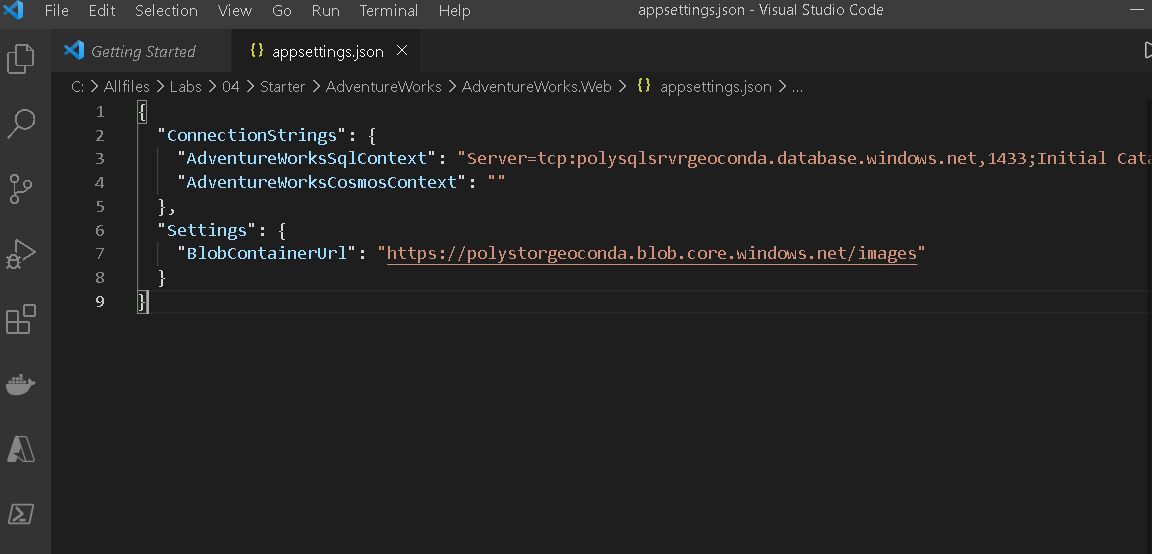 File Edit Selection View Go Run Terminal Help appsettings.json - Visual Studio Code
Getting Started {} appsettings.json ×
C: > Allfiles > Labs > 04 > Starter > AdventureWorks > AdventureWorks.Web > {} appsettings.json > ...
1 {
2 "ConnectionStrings": {
3 "AdventureWorksSqlContext": "Server=tcp:polysqlsrvrgeoconda.database.windows.net,1433;Initial Cata
4 "AdventureWorksCosmosContext": ""
5 },
6 "Settings": {
7 "BlobContainerUrl": "https://polystorgeoconda.blob.core.windows.net/images"
8 }
9 }